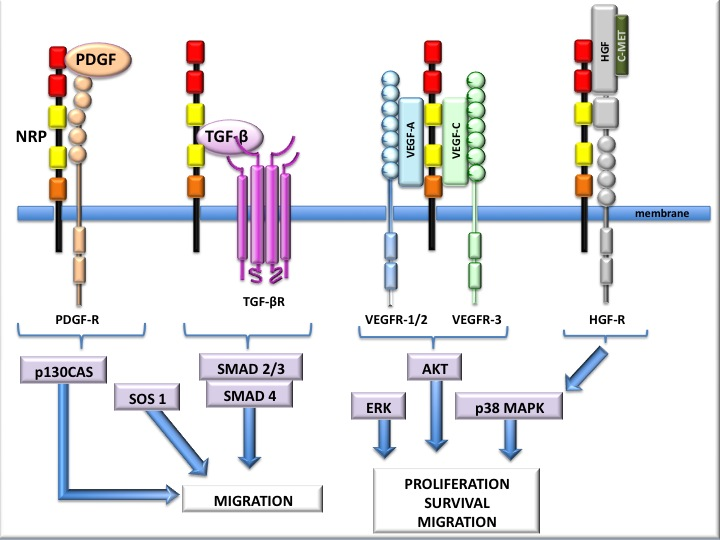 PDGF
NRP
TGF-β
VEGF-A
VEGF-C
HGF
C-MET
membrane
TGF-βR
PDGF-R
VEGFR-1/2
VEGFR-3
HGF-R
p130CAS
SOS 1
SMAD 2/3
SMAD 4
AKT
ERK
p38 MAPK
MIGRATION
PROLIFERATION
SURVIVAL
MIGRATION